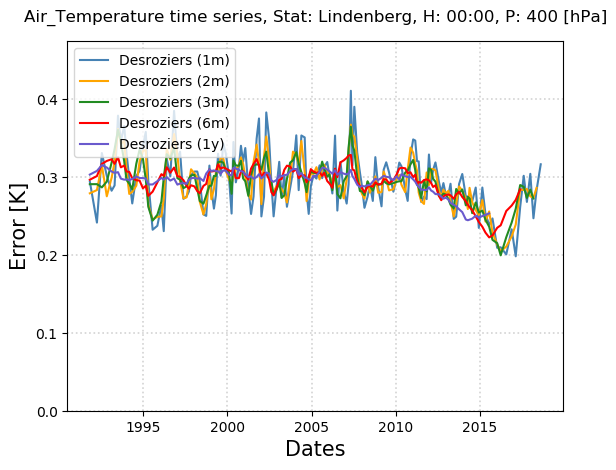 Air_Temperature time series, Stat: Lindenberg, H: 00:00, P: 400 [hPa]
Desroziers (1m)
Desroziers (2m)
Desroziers (3m)
Desroziers (6m)
Desroziers (1y)
Error [K]
0.4
0.3
0.2
0.1
0.0
1995 2000 2005 2010 2015
Dates